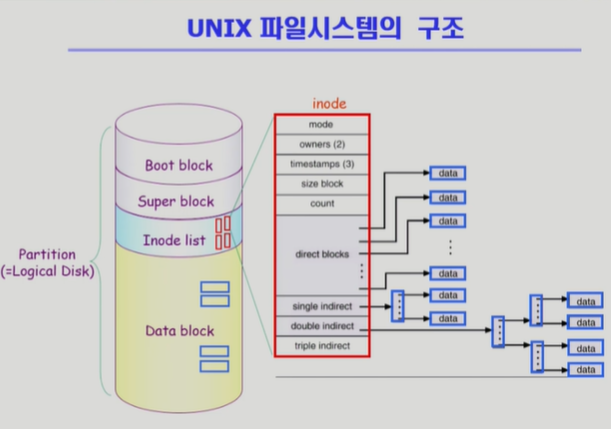 UNIX 파일시스템의 구조
Partition
(=Logical Disk)
Boot block
Super block
Inode list
Data block
inode
mode
owners (2)
timestamps (3)
size block
count
direct blocks
single indirect
double indirect
triple indirect
data
data
data
data
data
data
data
data
data
data